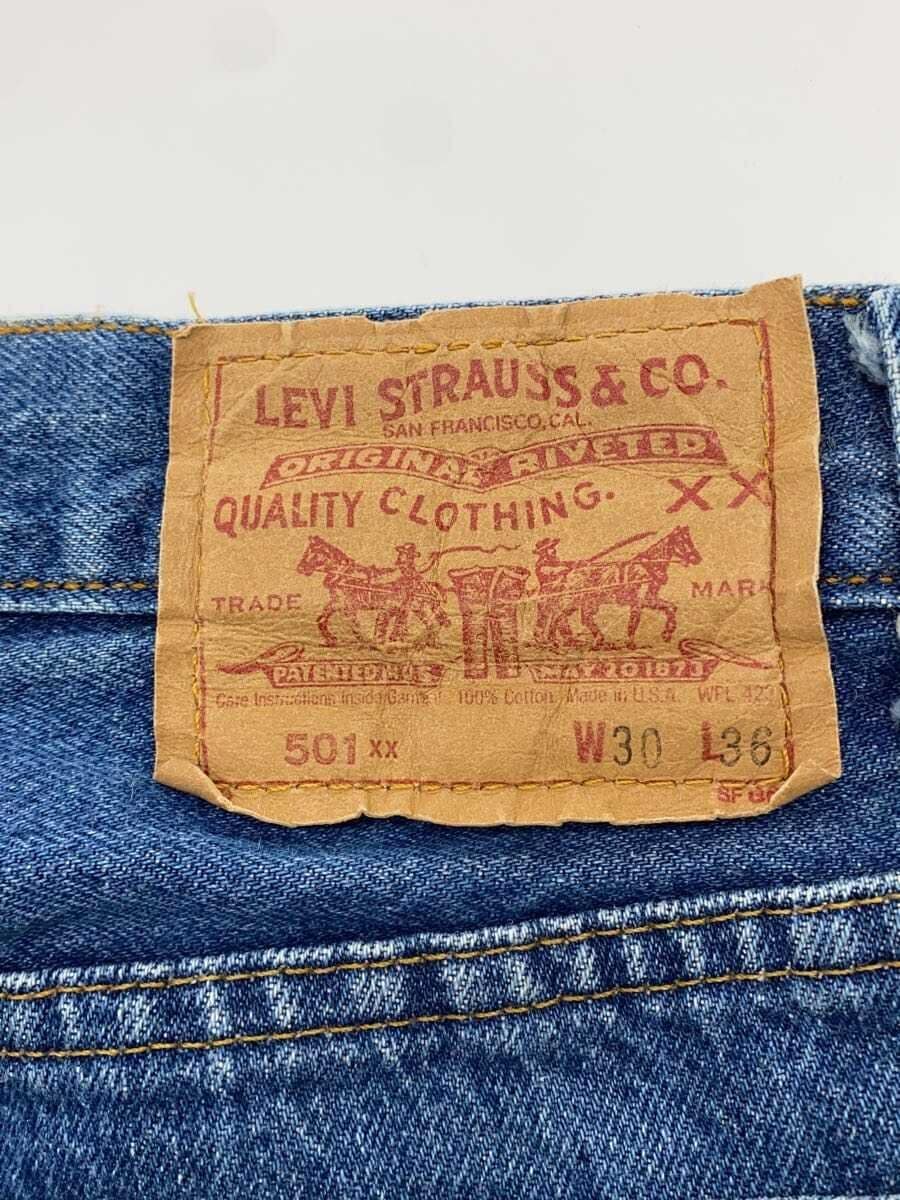 LEVI STRAUSS & CO.
SAN FRANCISCO, CAL.
ORIGINAL RIVETED
QUALITY CLOTHING. XX
TRADE MARK
PATENTED IN U.S. MAY 20 1873
Care Instructions Inside Garment 100% Cotton Made in U.S.A. WPL 423
501 XX W30 L36